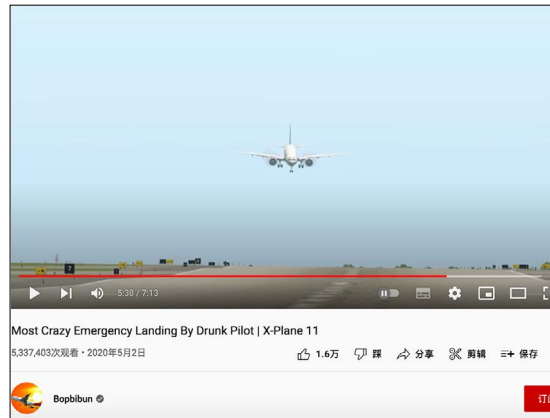 5:38 / 7:13
Most Crazy Emergency Landing By Drunk Pilot | X-Plane 11
5,337,403次观看 • 2020年5月2日
1.6万 踩 分享 剪辑 保存
Bopbibun